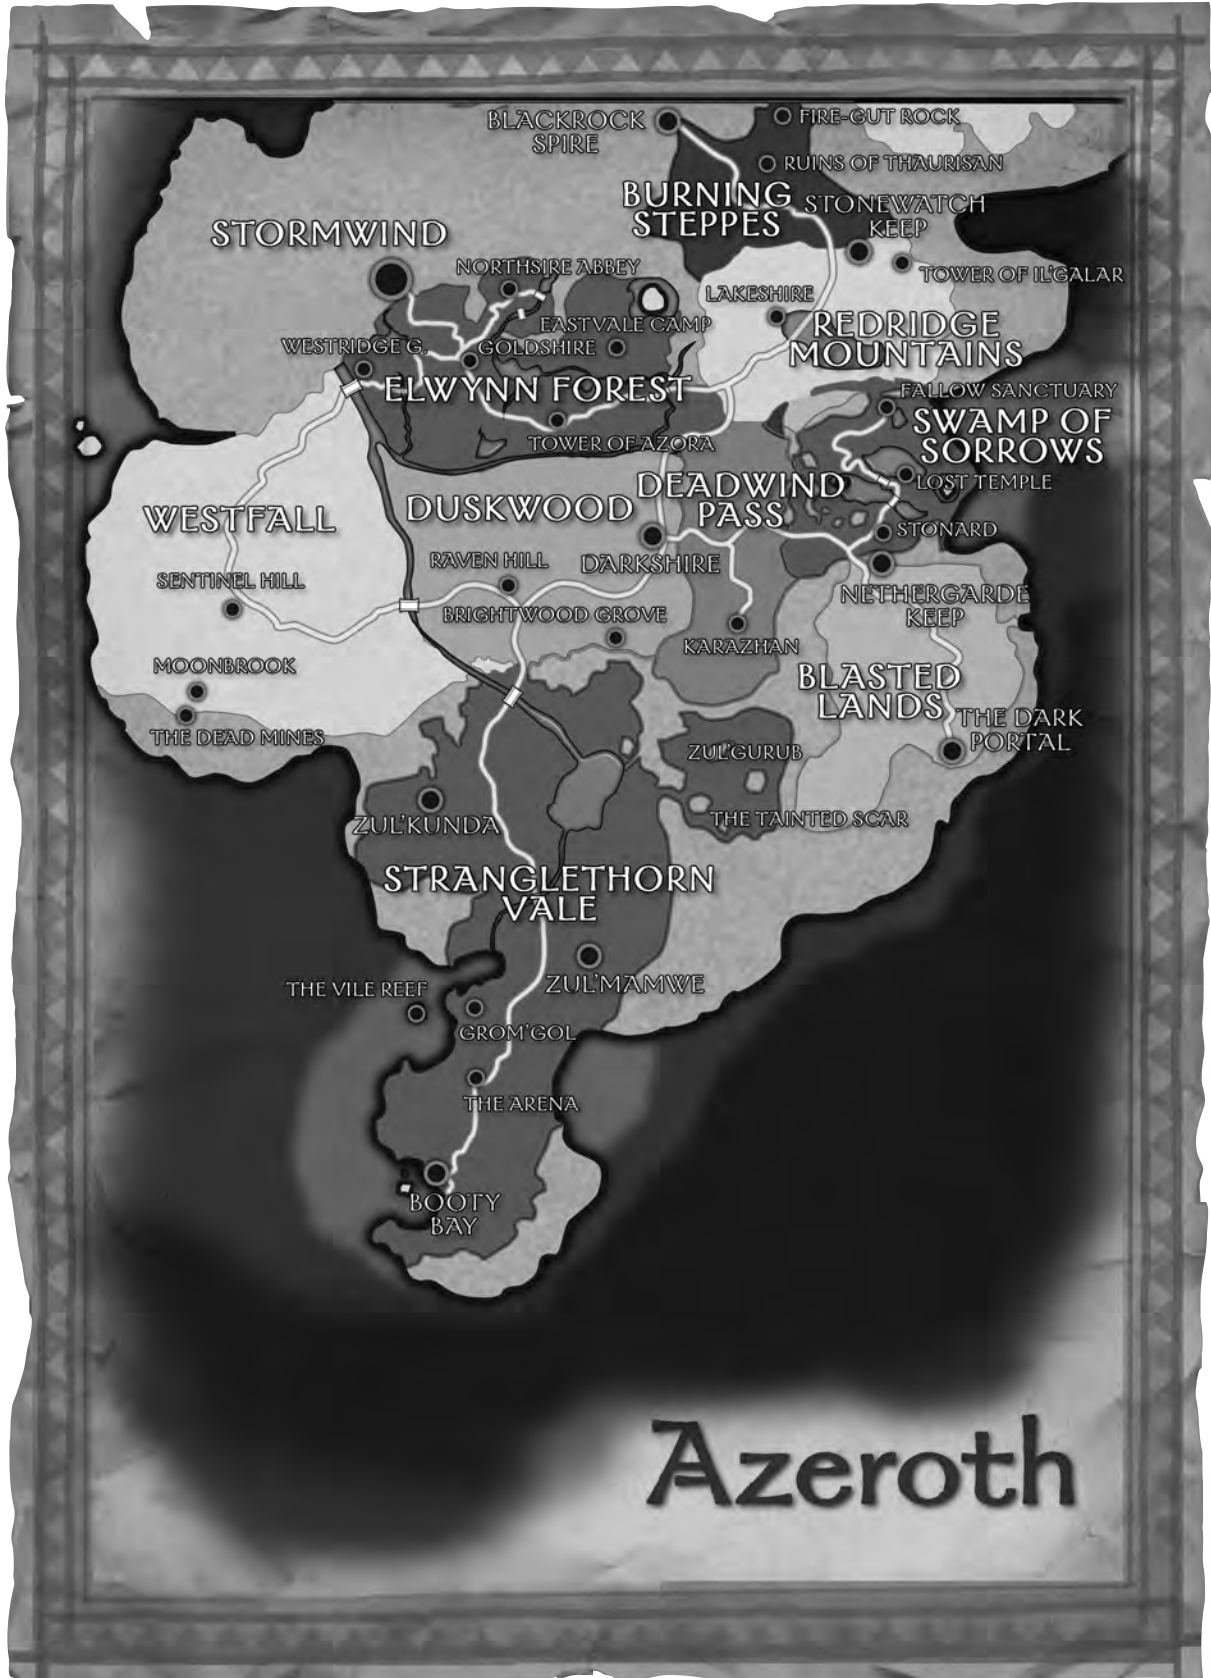 BLACKROCK
SPIRE
FIRE-GUT ROCK
RUINS OF THAURISAN
BURNING
STEPPES
STONEWATCH
KEEP
STORMWIND
NORTHSIRE ABBEY
TOWER OF IL'GALAR
LAKESHIRE
EASTVALE CAMP
REDRIDGE
MOUNTAINS
WESTRIDGE G.
GOLDSHIRE
ELWYNN FOREST
FALLOW SANCTUARY
SWAMP OF
SORROWS
TOWER OF AZORA
LOST TEMPLE
DEADWIND
PASS
DUSKWOOD
WESTFALL
STONARD
RAVEN HILL
DARKSHIRE
SENTINEL HILL
NETHERGARDE
KEEP
BRIGHTWOOD GROVE
KARAZHAN
MOONBROOK
BLASTED
LANDS
THE DARK
PORTAL
THE DEAD MINES
ZUL'GURUB
THE TAINTED SCAR
ZUL'KUNDA
STRANGLETHORN
VALE
ZUL'MAMWE
THE VILE REEF
GROM'GOL
THE ARENA
BOOTY
BAY
Azeroth